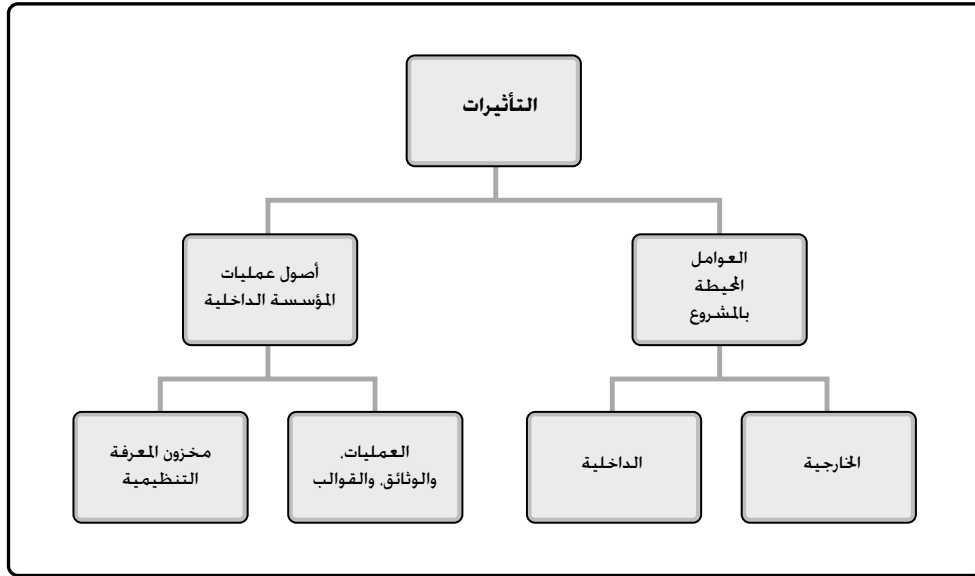 التأثيرات
العوامل
المحيطة
بالمشروع
أصول عمليات
المؤسسة الداخلية
الخارجية
الداخلية
العمليات،
والوثائق، والقوالب
مخزون المعرفة
التنظيمية